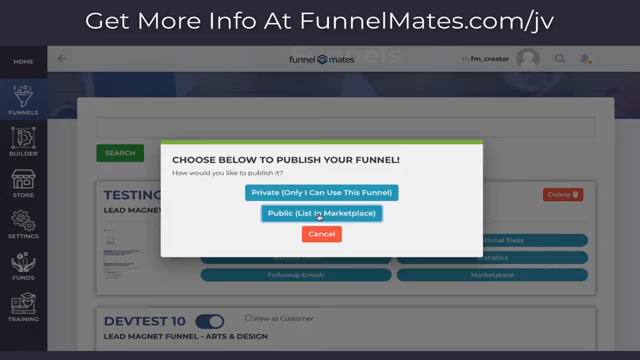 Get More Info At FunnelMates.com/jv
HOME
funnel mates
Hi, fm_creator
FUNNELS
BUILDER
STORE
SETTINGS
FUNDS
TRAINING
SEARCH
CHOOSE BELOW TO PUBLISH YOUR FUNNEL!
How would you like to publish it?
Private (Only I Can Use This Funnel)
Public (List In Marketplace)
Cancel
TESTING
Delete
LEAD MAGNET
Statistics
Followup Emails
Marketplace
DEVTEST 10
View as Customer
LEAD MAGNET FUNNEL - ARTS & DESIGN